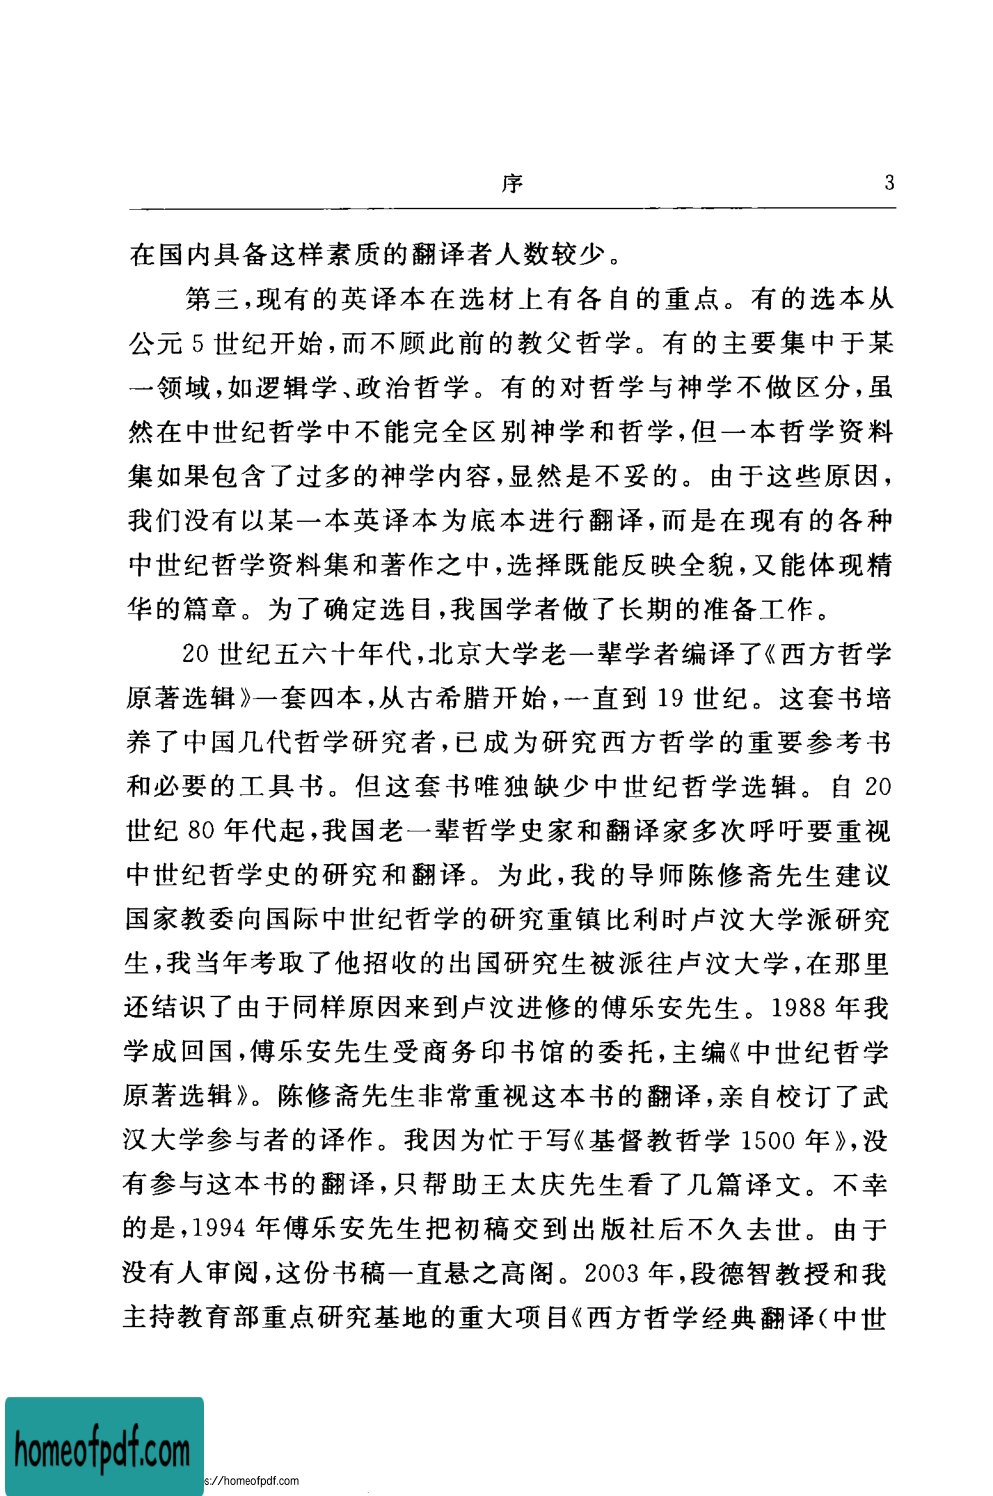 序 3
在国内具备这样素质的翻译者人数较少。
第三,现有的英译本在选材上有各自的重点。有的选本从
公元 5 世纪开始,而不顾此前的教父哲学。有的主要集中于某
一领域,如逻辑学、政治哲学。有的对哲学与神学不做区分,虽
然在中世纪哲学中不能完全区别神学和哲学,但一本哲学资料
集如果包含了过多的神学内容,显然是不妥的。由于这些原因,
我们没有以某一本英译本为底本进行翻译,而是在现有的各种
中世纪哲学资料集和著作之中,选择既能反映全貌,又能体现精
华的篇章。为了确定选目,我国学者做了长期的准备工作。
20 世纪五六十年代,北京大学老一辈学者编译了《西方哲学
原著选辑》一套四本,从古希腊开始,一直到 19 世纪。这套书培
养了中国几代哲学研究者,已成为研究西方哲学的重要参考书
和必要的工具书。但这套书唯独缺少中世纪哲学选辑。自 20
世纪 80 年代起,我国老一辈哲学史家和翻译家多次呼吁要重视
中世纪哲学史的研究和翻译。为此,我的导师陈修斋先生建议
国家教委向国际中世纪哲学的研究重镇比利时卢汶大学派研究
生,我当年考取了他招收的出国研究生被派往卢汶大学,在那里
还结识了由于同样原因来到卢汶进修的傅乐安先生。1988 年我
学成回国,傅乐安先生受商务印书馆的委托,主编《中世纪哲学
原著选辑》。陈修斋先生非常重视这本书的翻译,亲自校订了武
汉大学参与者的译作。我因为忙于写《基督教哲学 1500 年》,没
有参与这本书的翻译,只帮助王太庆先生看了几篇译文。不幸
的是,1994 年傅乐安先生把初稿交到出版社后不久去世。由于
没有人审阅,这份书稿一直悬之高阁。2003 年,段德智教授和我
主持教育部重点研究基地的重大项目《西方哲学经典翻译(中世
homeofpdf.com
s://homeofpdf.com